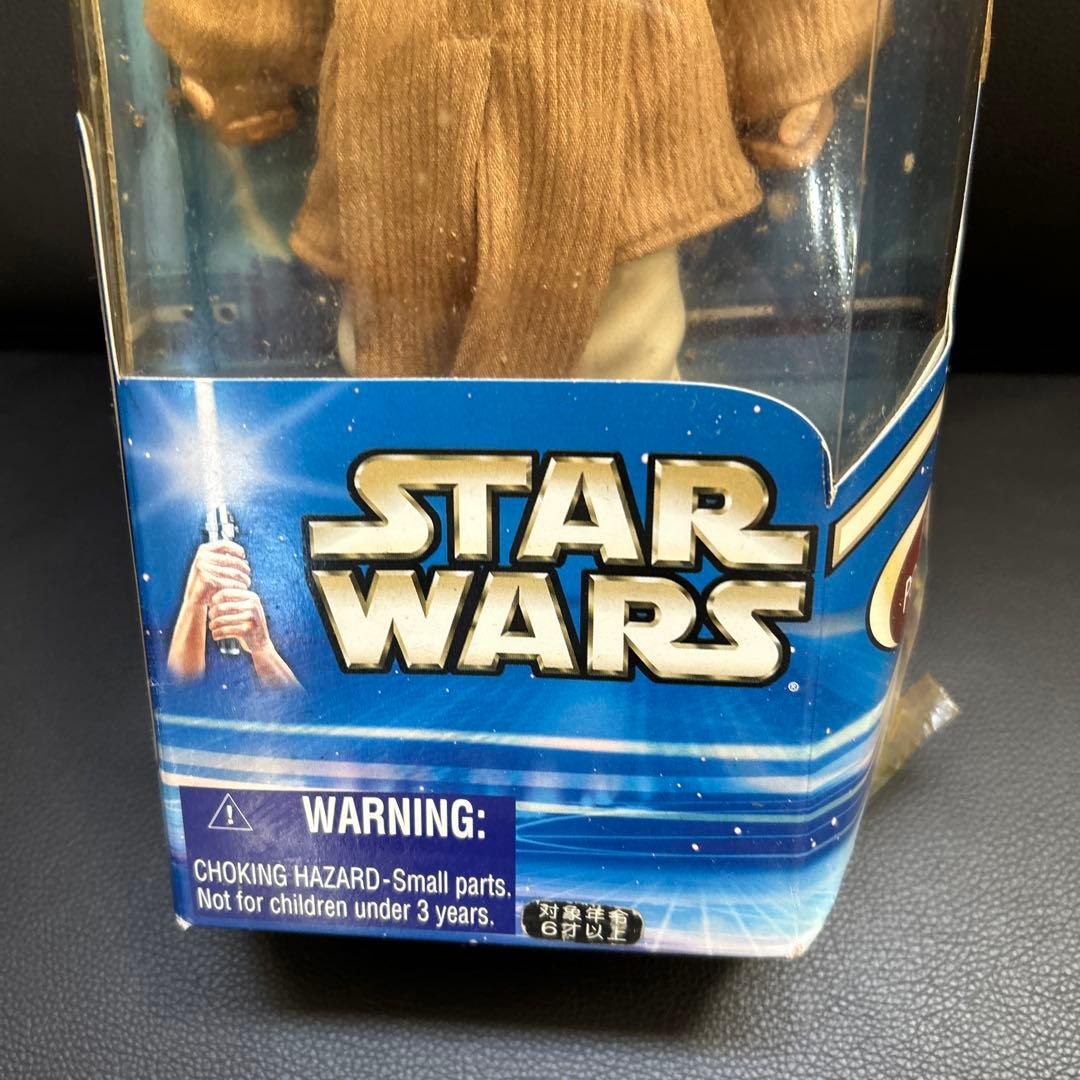 STAR
WARS
®
WARNING:
CHOKING HAZARD-Small parts.
Not for children under 3 years.
対象年令
6才以上